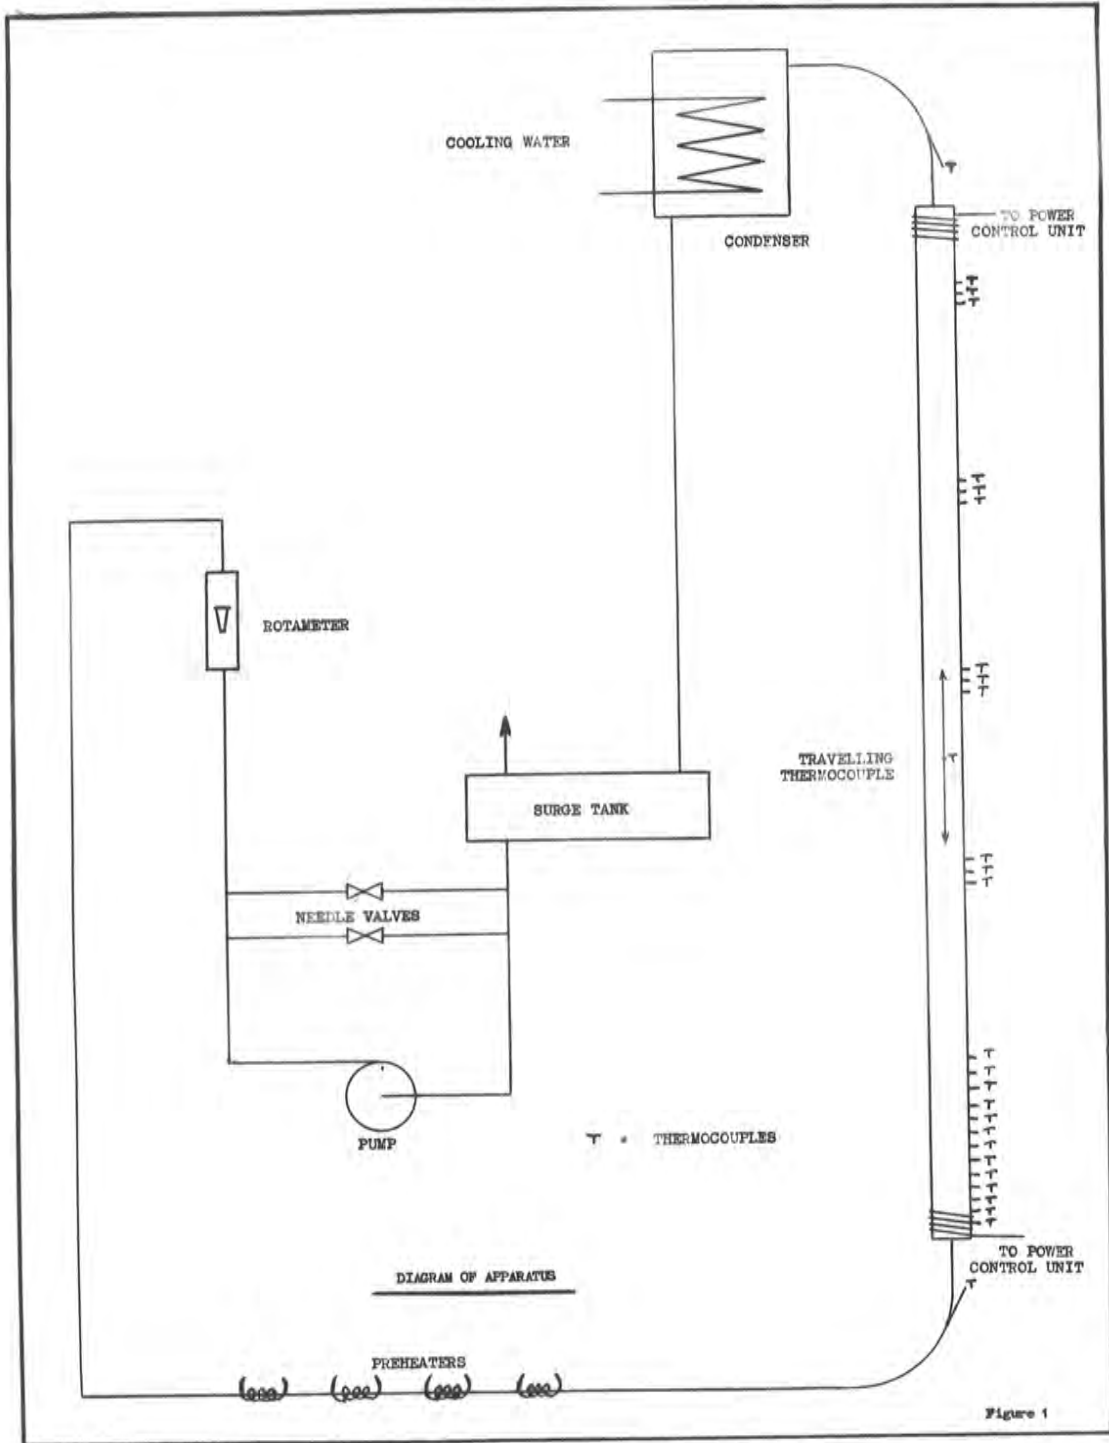 COOLING WATER
CONDENSER
T
TO POWER
CONTROL UNIT
T
T
T
T
T
T
ROTAMETER
T
T
T
TRAVELLING
THERMOCOUPLE
T
SURGE TANK
T
T
T
NEEDLE VALVES
T
T
T
T
T
T
T
T
T
T
T
T
PUMP
T = THERMOCOUPLES
TO POWER
CONTROL UNIT
T
DIAGRAM OF APPARATUS
PREHEATERS
Figure 1